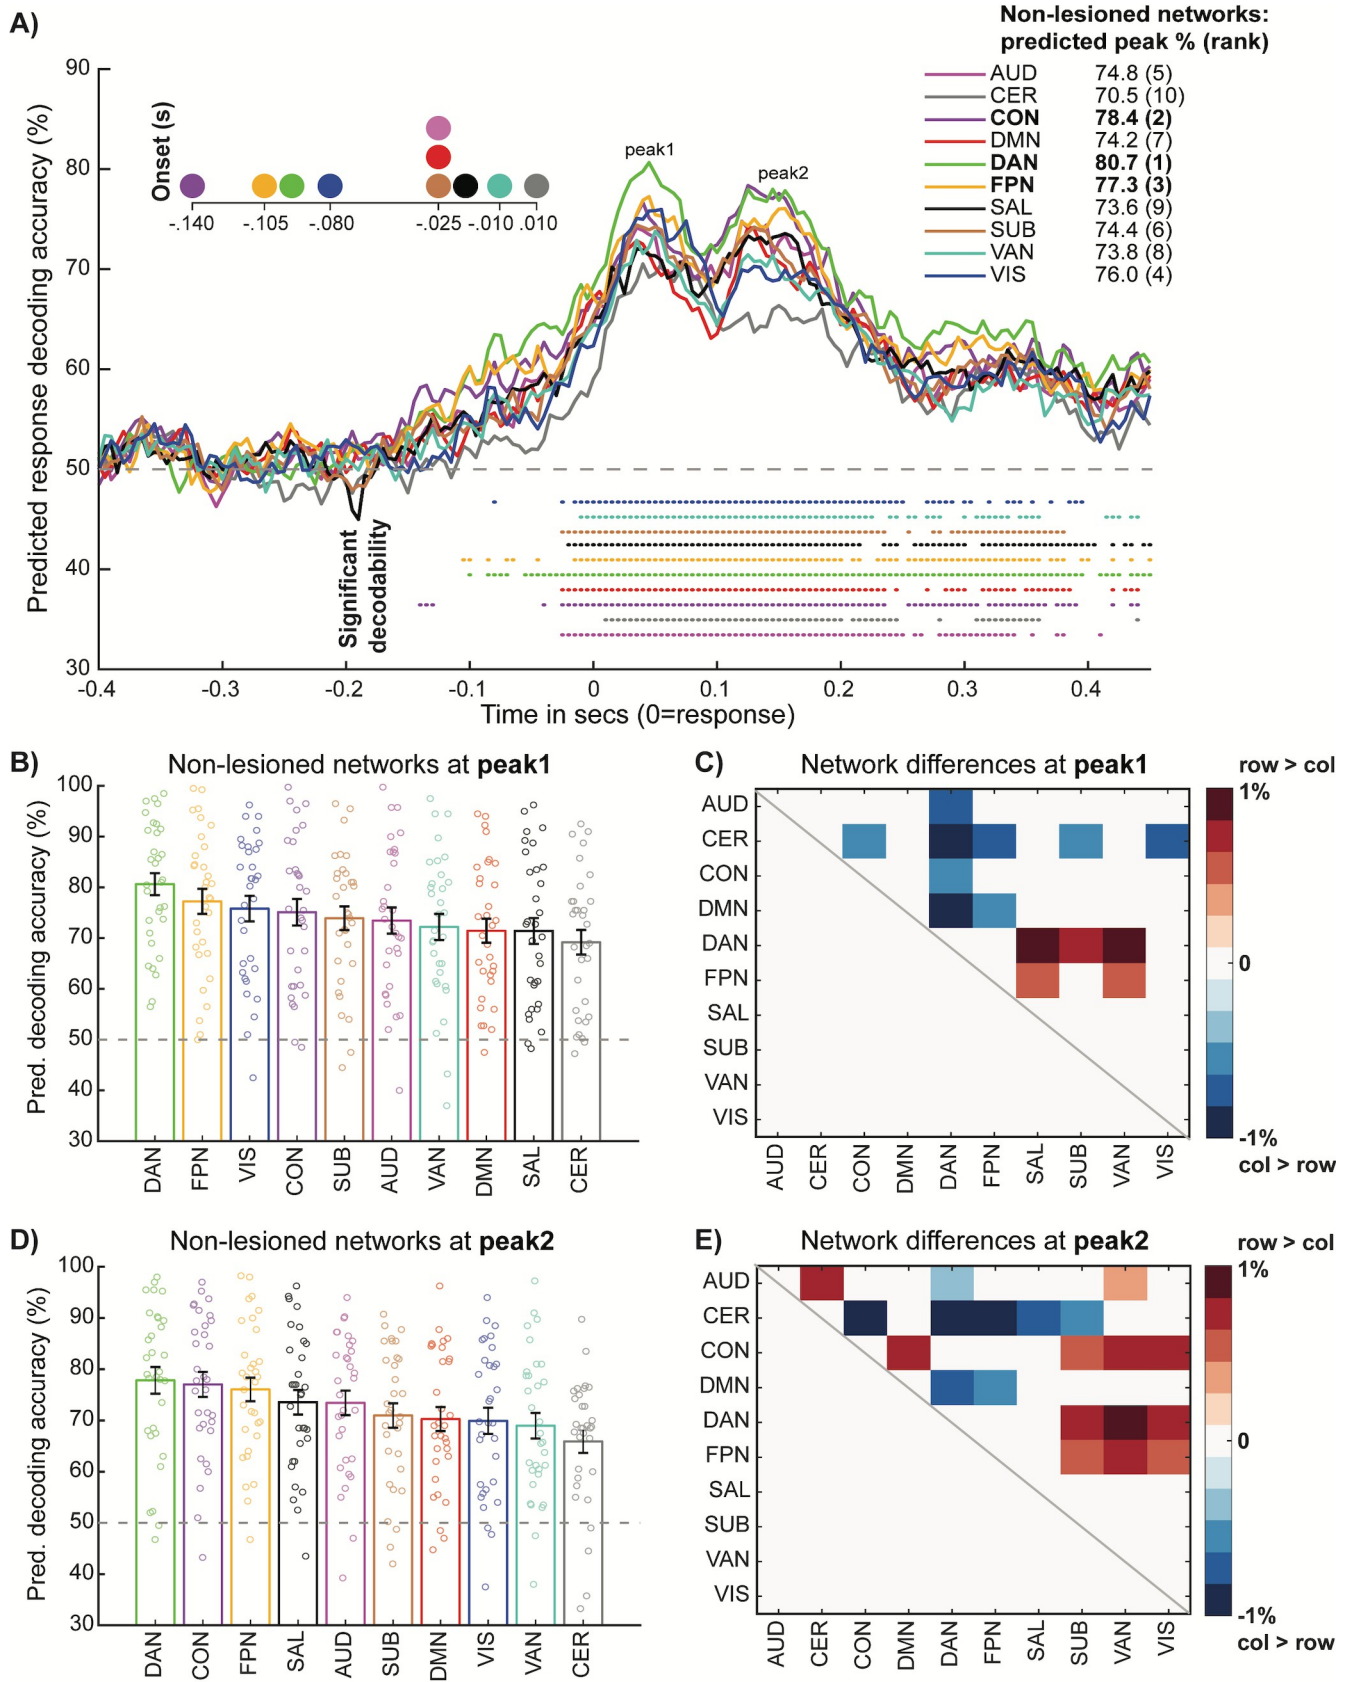 A)
Non-lesioned networks:
predicted peak % (rank)
AUD 74.8 (5)
CER 70.5 (10)
CON 78.4 (2)
DMN 74.2 (7)
DAN 80.7 (1)
FPN 77.3 (3)
SAL 73.6 (9)
SUB 74.4 (6)
VAN 73.8 (8)
VIS 76.0 (4)
Predicted response decoding accuracy (%)
90
80
70
60
50
40
30
Onset (s)
-.140 -.105 -.080 -.025 -.010 .010
peak1
peak2
Significant
decodability
-0.4 -0.3 -0.2 -0.1 0 0.1 0.2 0.3 0.4
Time in secs (0=response)
B)
Non-lesioned networks at peak1
Pred. decoding accuracy (%)
100
90
80
70
60
50
40
30
DAN FPN VIS CON SUB AUD VAN DMN SAL CER
C)
Network differences at peak1
AUD
CER
CON
DMN
DAN
FPN
SAL
SUB
VAN
VIS
AUD CER CON DMN DAN FPN SAL SUB VAN VIS
row > col
1%
0
-1%
col > row
D)
Non-lesioned networks at peak2
Pred. decoding accuracy (%)
100
90
80
70
60
50
40
30
DAN CON FPN SAL AUD SUB DMN VIS VAN CER
E)
Network differences at peak2
AUD
CER
CON
DMN
DAN
FPN
SAL
SUB
VAN
VIS
AUD CER CON DMN DAN FPN SAL SUB VAN VIS
row > col
1%
0
-1%
col > row